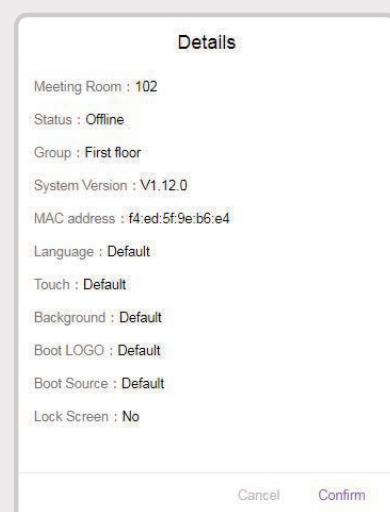 Details
Meeting Room : 102
Status : Offline
Group : First floor
System Version : V1.12.0
MAC address : f4:ed:5f:9e:b6:e4
Language : Default
Touch : Default
Background : Default
Boot LOGO : Default
Boot Source : Default
Lock Screen : No
Cancel Confirm